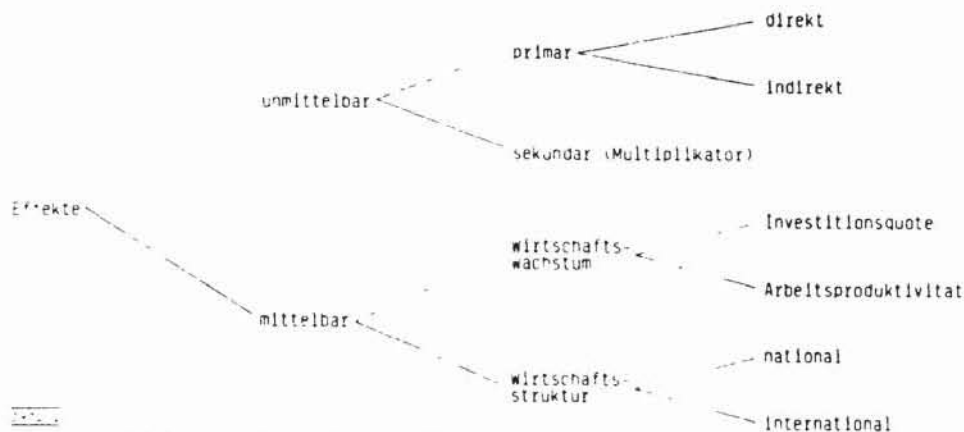 direkt
primar
indirekt
unmittelbar
sekundar (Multiplikator)
Effekte
Investitionsquote
Wirtschafts-
wachstum
Arbeitsproduktivitat
mittelbar
national
Wirtschafts-
struktur
international